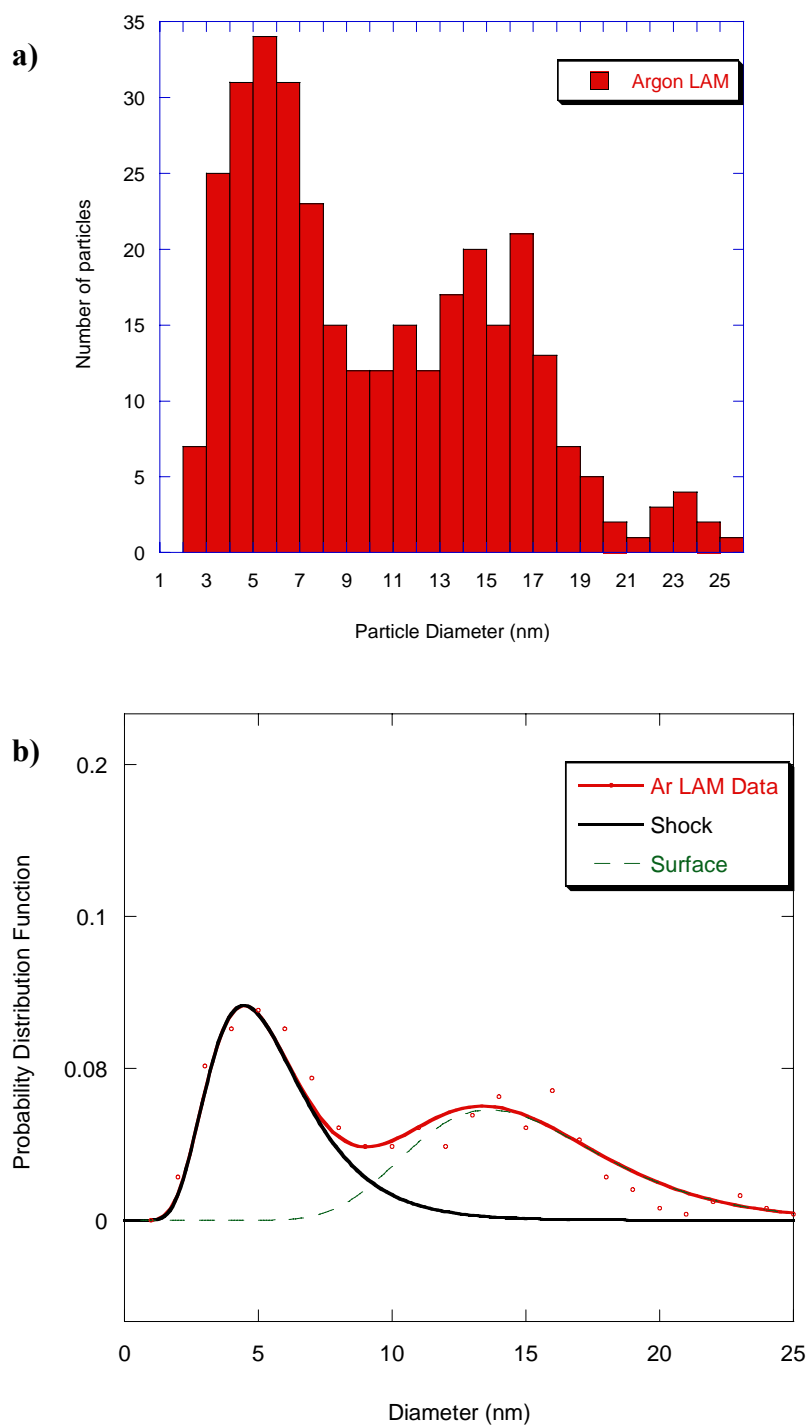 a)
35
30
25
20
15
10
5
0
Number of particles
Argon LAM
1 3 5 7 9 11 13 15 17 19 21 23 25
Particle Diameter (nm)
b)
0.2
0.1
0.08
0
Probability Distribution Function
Ar LAM Data
Shock
Surface
0 5 10 15 20 25
Diameter (nm)